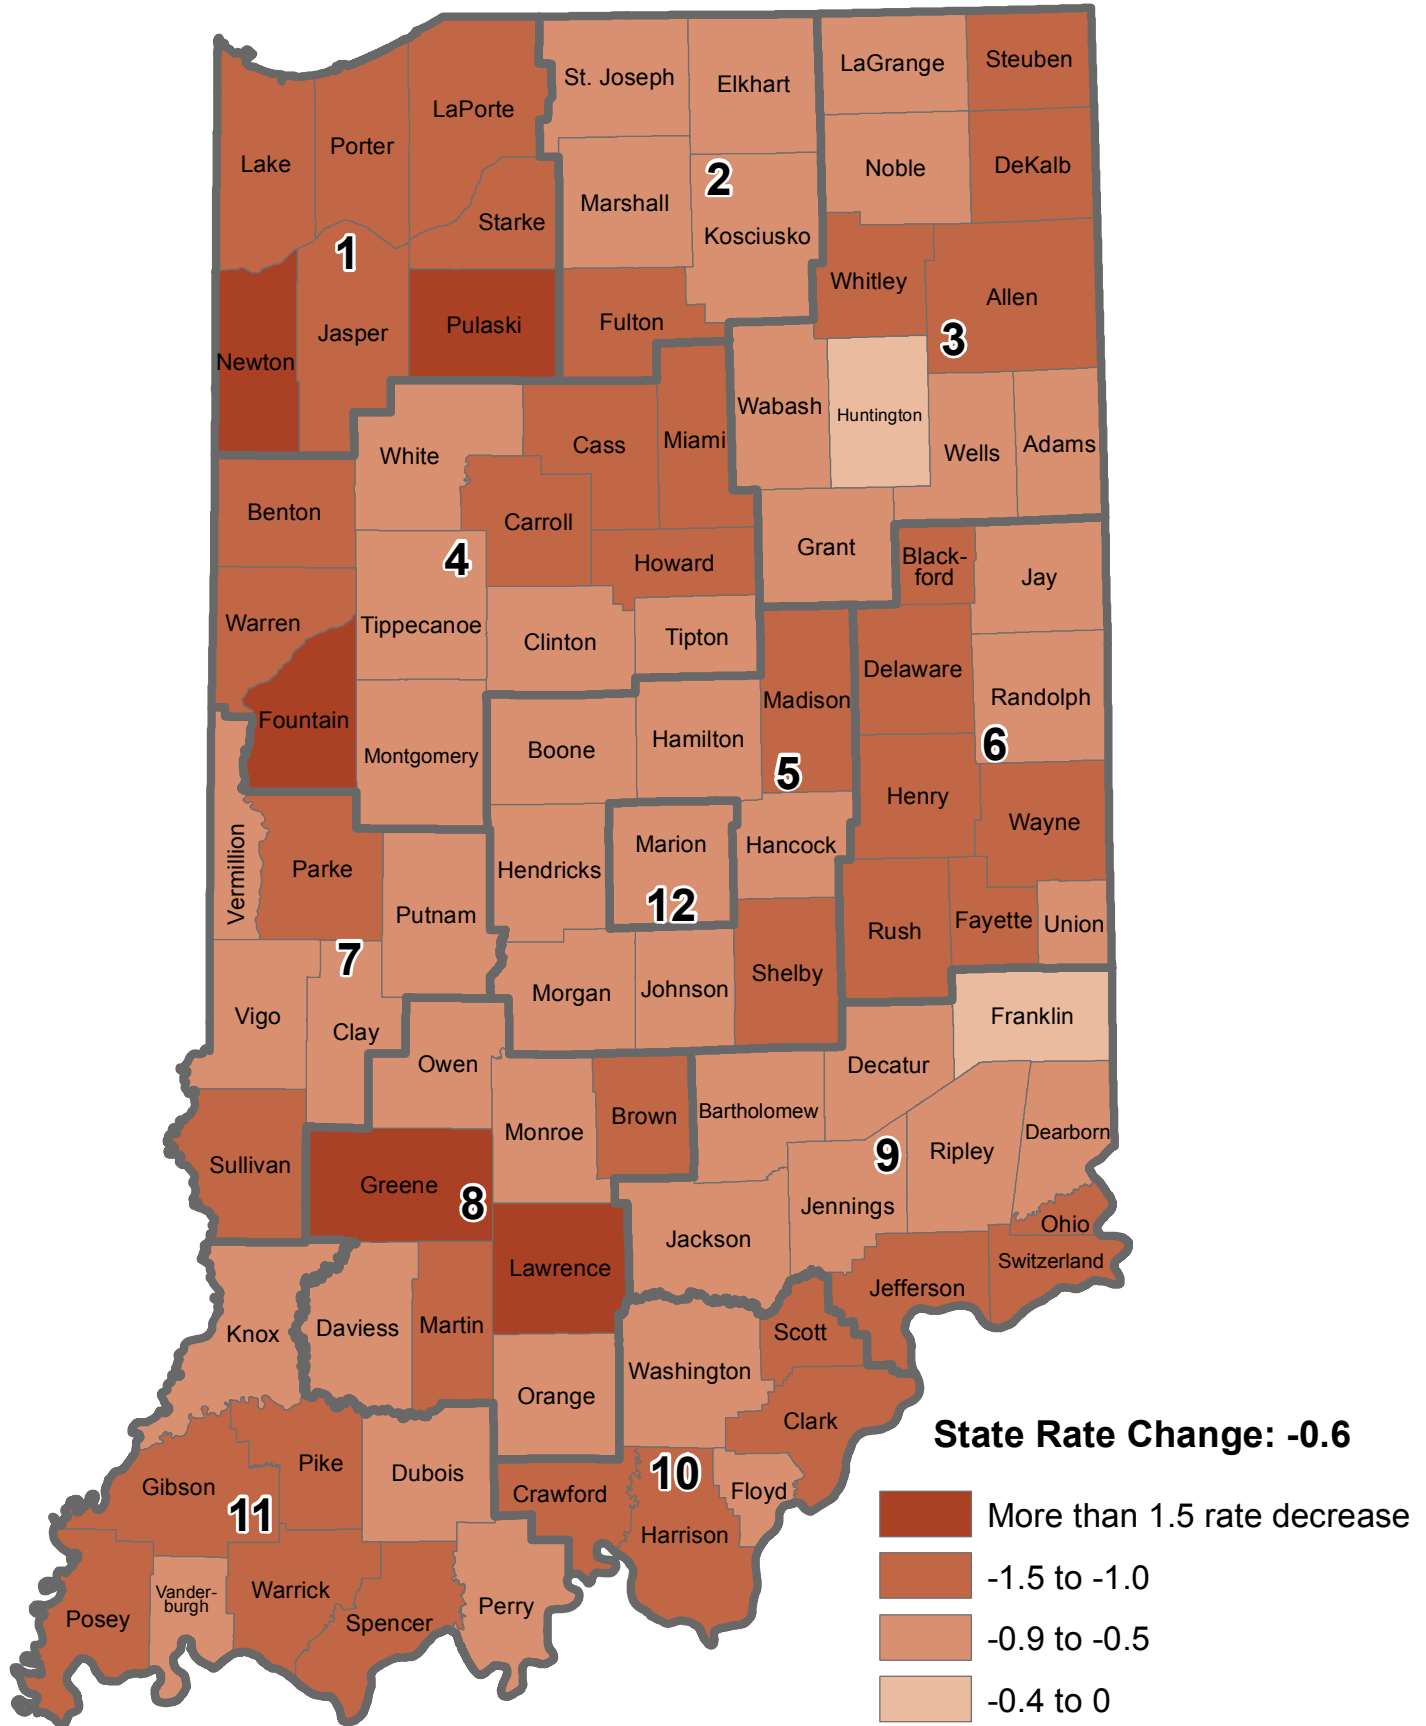 LaGrange
Steuben
St. Joseph
Elkhart
LaPorte
Porter
Lake
Noble
DeKalb
2
Marshall
Starke
Kosciusko
1
Whitley
Allen
Pulaski
Fulton
Jasper
3
Newton
Wabash
Huntington
White
Cass
Miami
Wells
Adams
Benton
Carroll
Grant
4
Howard
Black-
ford
Jay
Warren
Tippecanoe
Clinton
Tipton
Delaware
Randolph
Madison
Fountain
Montgomery
Boone
Hamilton
6
5
Henry
Wayne
Vermillion
Parke
Hendricks
Marion
Hancock
12
Putnam
Rush
Fayette
Union
7
Shelby
Morgan
Johnson
Vigo
Clay
Franklin
Owen
Decatur
Monroe
Brown
Bartholomew
Dearborn
Sullivan
9
Ripley
Greene
8
Jennings
Ohio
Jackson
Lawrence
Switzerland
Jefferson
Knox
Daviess
Martin
Scott
Washington
Orange
Clark
State Rate Change: -0.6
Pike
Dubois
10
Gibson
Crawford
Floyd
11
Harrison
More than 1.5 rate decrease
-1.5 to -1.0
Vander-
burgh
Warrick
Posey
Spencer
Perry
-0.9 to -0.5
-0.4 to 0